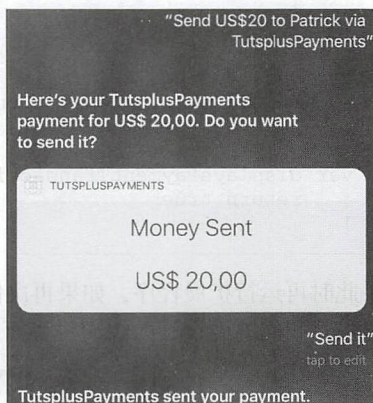 "Send US$20 to Patrick via
TutsplusPayments"
Here's your TutsplusPayments
payment for US$ 20,00. Do you want
to send it?
TUTSPLUSPAYMENTS
Money Sent
US$ 20,00
"Send it"
tap to edit
TutsplusPayments sent your payment.